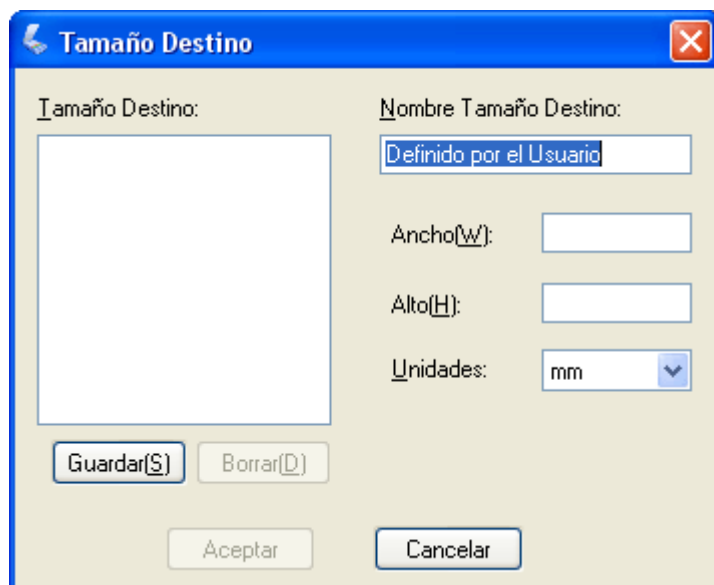 Tamaño Destino
Tamaño Destino:
Nombre Tamaño Destino:
Definido por el Usuario
Ancho(W):
Alto(H):
Unidades:
mm
Guardar(S)
Borrar(D)
Aceptar
Cancelar